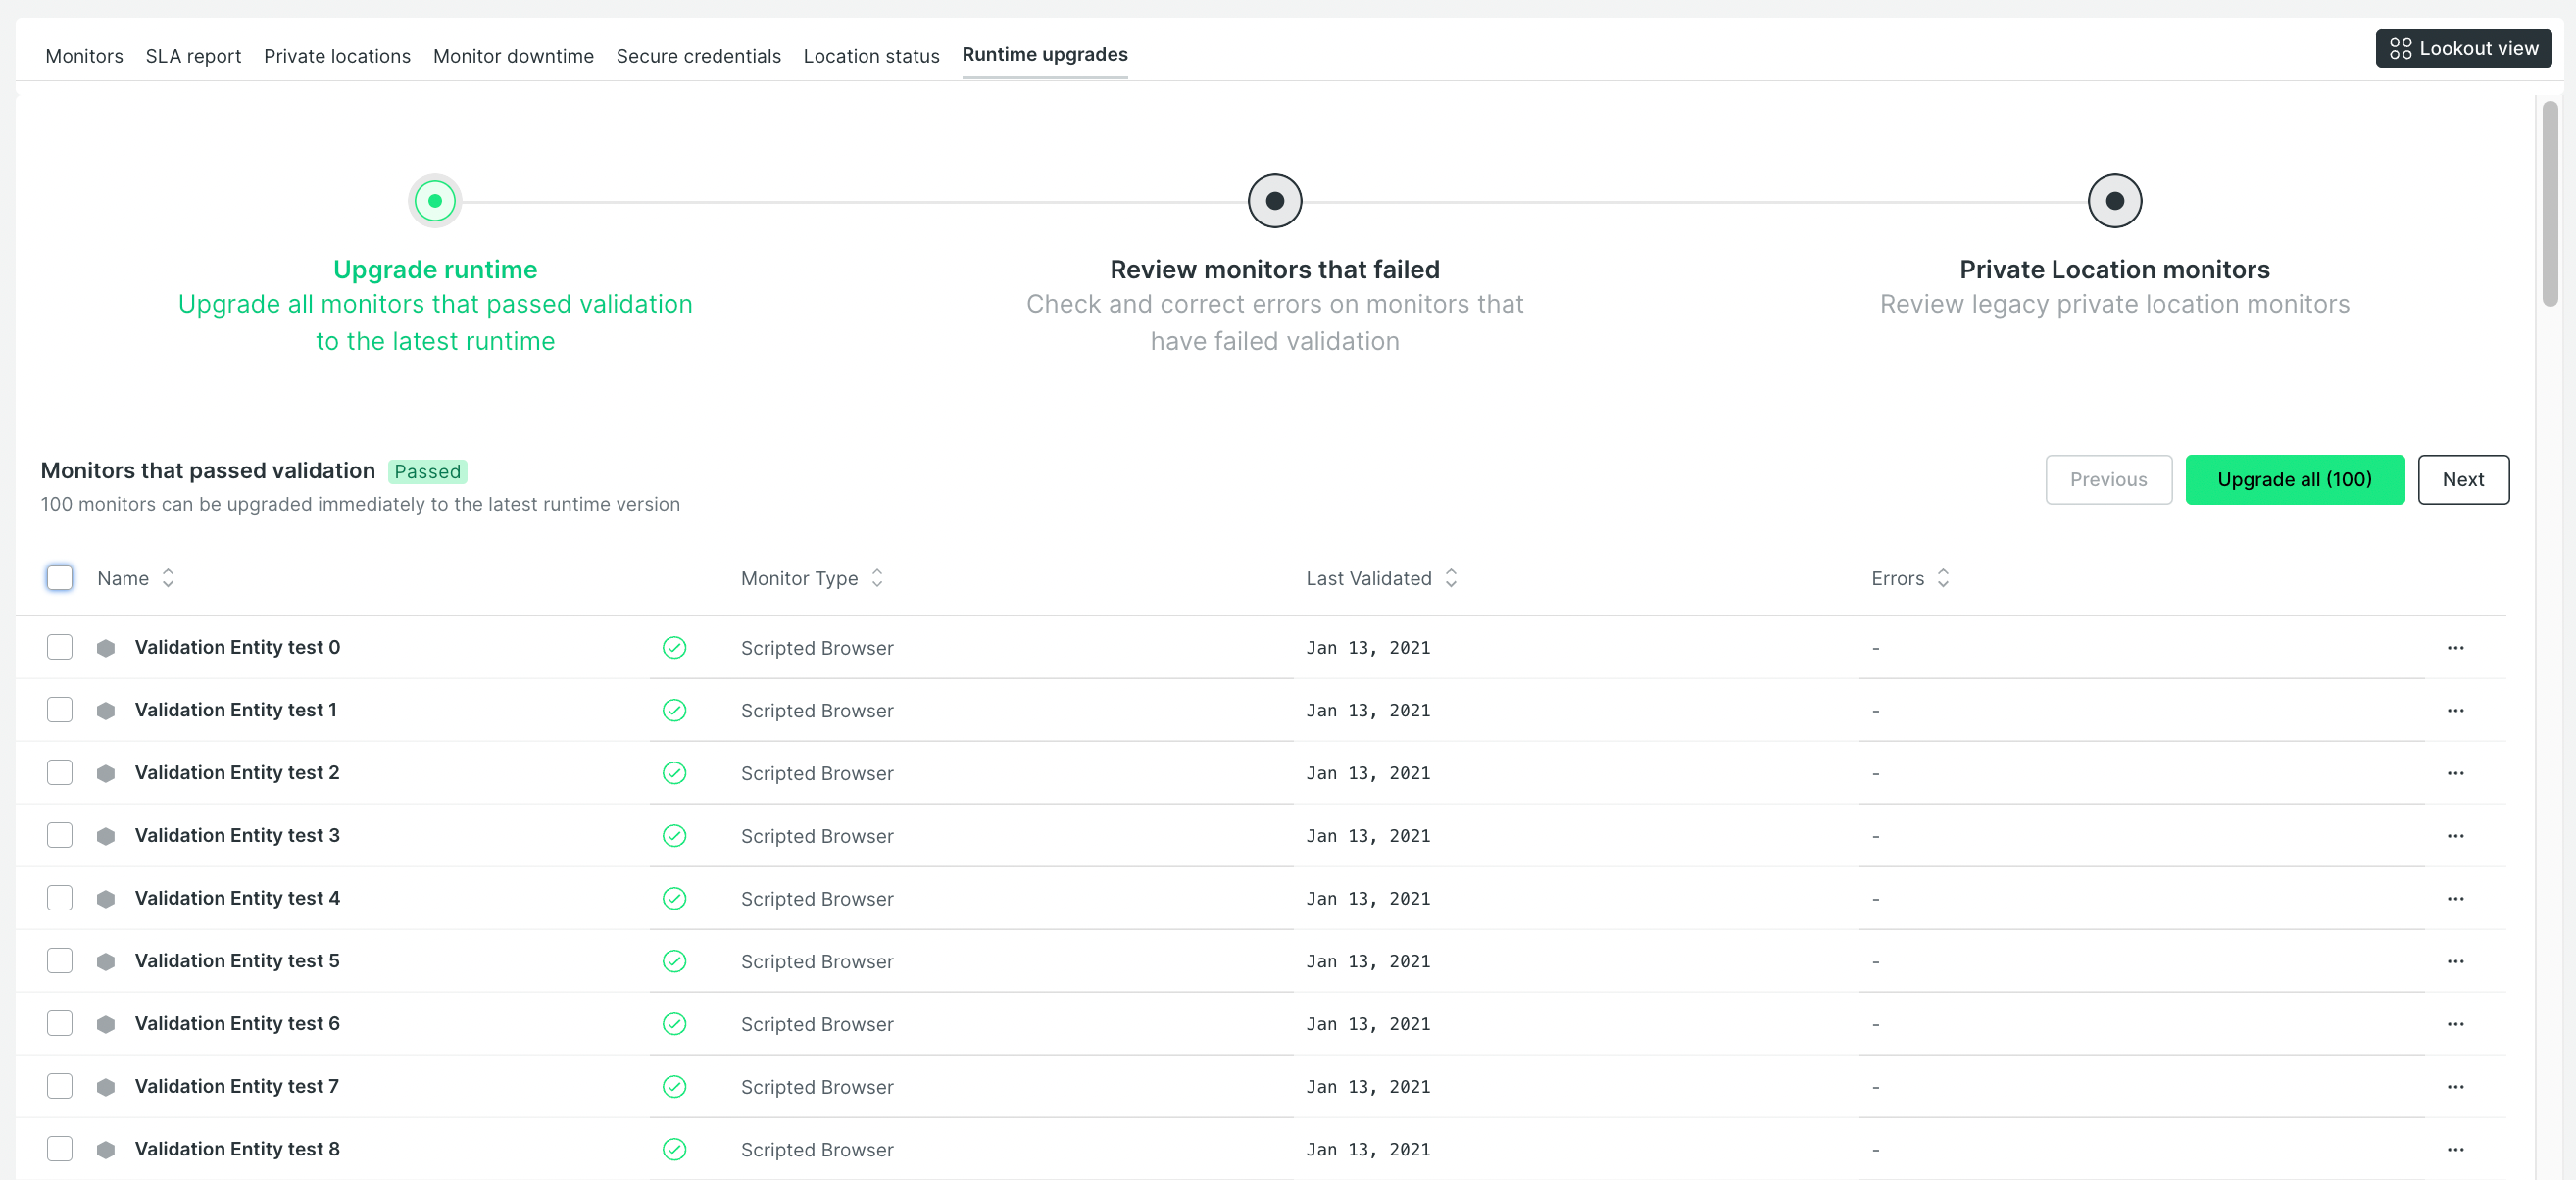 Monitors SLA report Private locations Monitor downtime Secure credentials Location status Runtime upgrades Lookout view
Upgrade runtime
Upgrade all monitors that passed validation
to the latest runtime
Review monitors that failed
Check and correct errors on monitors that
have failed validation
Private Location monitors
Review legacy private location monitors
Monitors that passed validation Passed
100 monitors can be upgraded immediately to the latest runtime version
Previous Upgrade all (100) Next
Name Monitor Type Last Validated Errors
Validation Entity test 0 Scripted Browser Jan 13, 2021 - ...
Validation Entity test 1 Scripted Browser Jan 13, 2021 - ...
Validation Entity test 2 Scripted Browser Jan 13, 2021 - ...
Validation Entity test 3 Scripted Browser Jan 13, 2021 - ...
Validation Entity test 4 Scripted Browser Jan 13, 2021 - ...
Validation Entity test 5 Scripted Browser Jan 13, 2021 - ...
Validation Entity test 6 Scripted Browser Jan 13, 2021 - ...
Validation Entity test 7 Scripted Browser Jan 13, 2021 - ...
Validation Entity test 8 Scripted Browser Jan 13, 2021 - ...